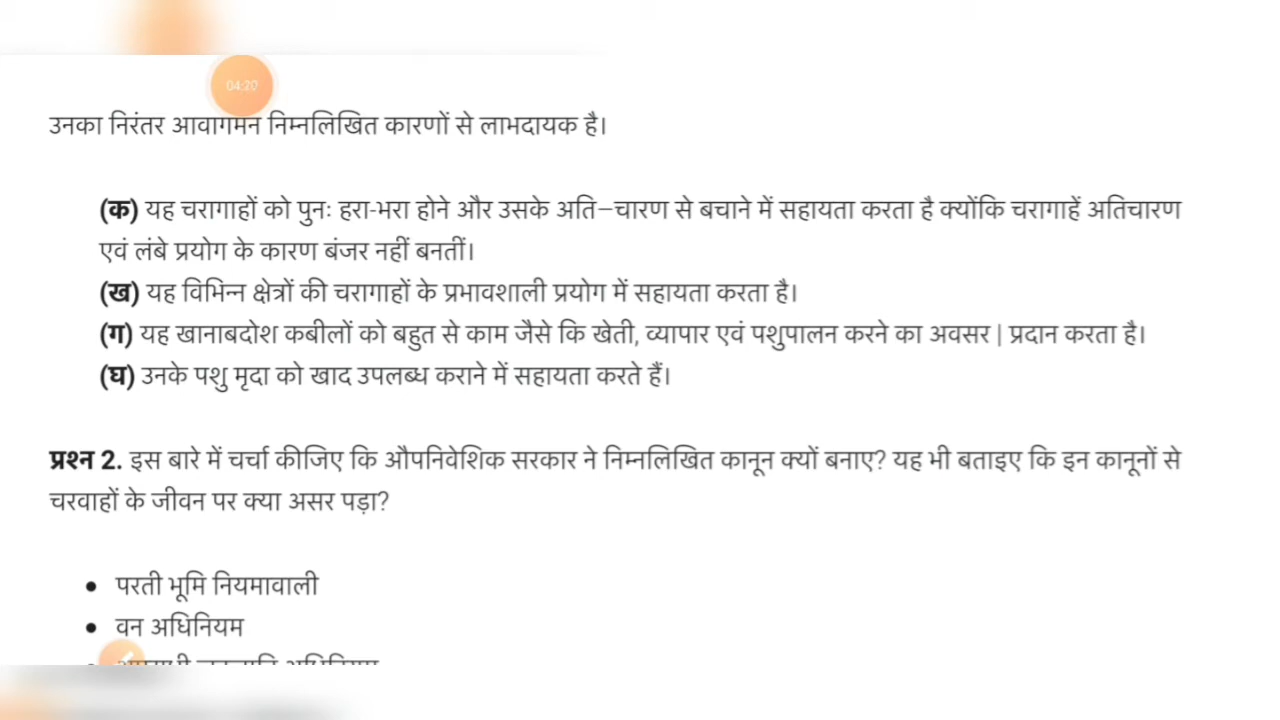 04:20
उनका निरंतर आवागमन निम्नलिखित कारणों से लाभदायक है।
(क) यह चरागाहों को पुनः हरा-भरा होने और उसके अति–चारण से बचाने में सहायता करता है क्योंकि चरागाहें अतिचारण
एवं लंबे प्रयोग के कारण बंजर नहीं बनतीं।
(ख) यह विभिन्न क्षेत्रों की चरागाहों के प्रभावशाली प्रयोग में सहायता करता है।
(ग) यह खानाबदोश कबीलों को बहुत से काम जैसे कि खेती, व्यापार एवं पशुपालन करने का अवसर | प्रदान करता है।
(घ) उनके पशु मृदा को खाद उपलब्ध कराने में सहायता करते हैं।
प्रश्न 2. इस बारे में चर्चा कीजिए कि औपनिवेशिक सरकार ने निम्नलिखित कानून क्यों बनाए? यह भी बताइए कि इन कानूनों से
चरवाहों के जीवन पर क्या असर पड़ा?
• परती भूमि नियमावाली
• वन अधिनियम